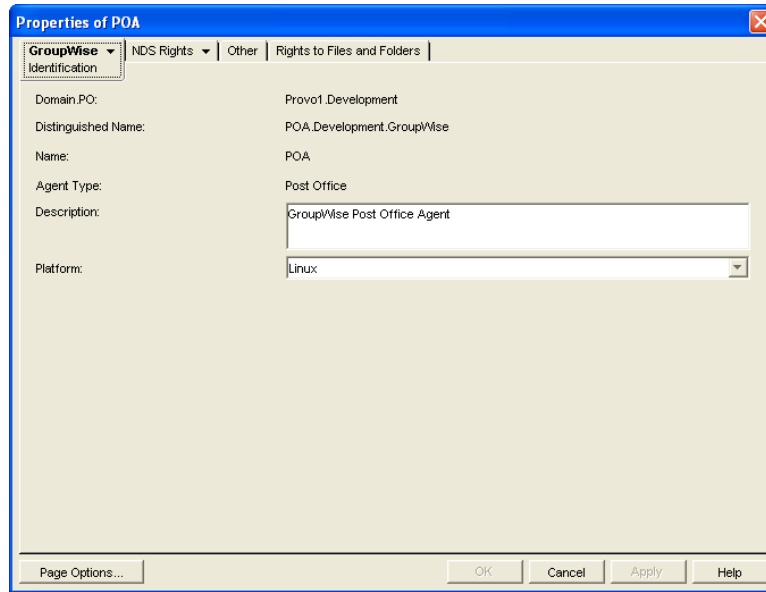 Properties of POA
GroupWise NDS Rights Other Rights to Files and Folders
Identification
Domain.PO: Provo1.Development
Distinguished Name: POA.Development.GroupWise
Name: POA
Agent Type: Post Office
Description: GroupWise Post Office Agent
Platform: Linux
Page Options... OK Cancel Apply Help